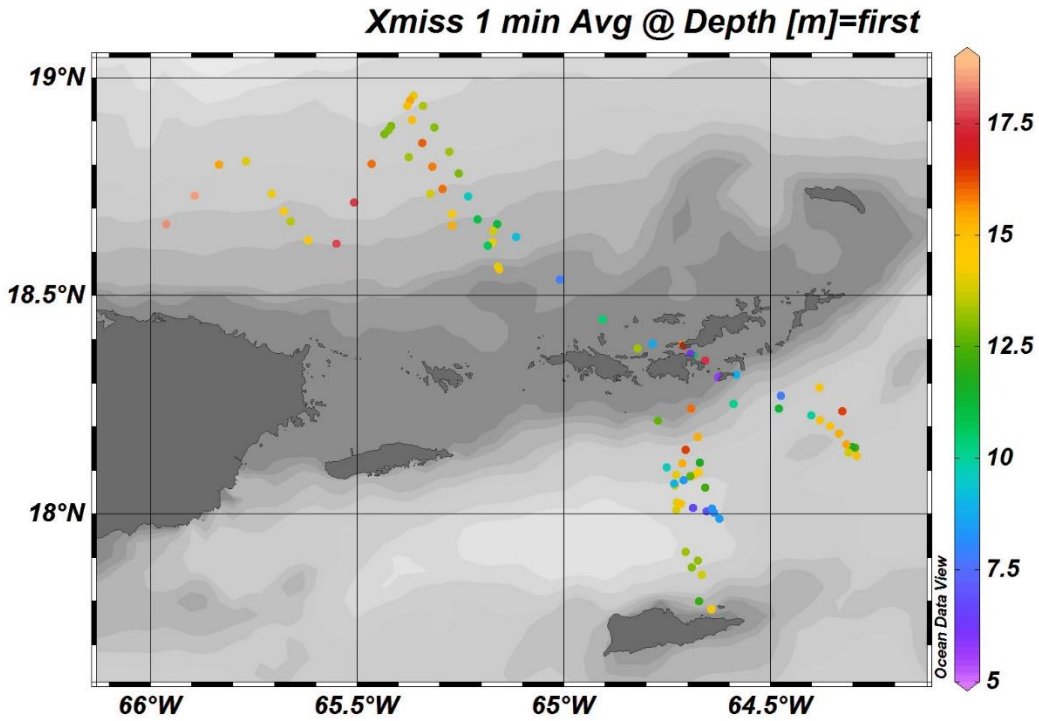 Xmiss 1 min Avg @ Depth [m]=first
19°N
18.5°N
18°N
66°W
65.5°W
65°W
64.5°W
17.5
15
12.5
10
7.5
5
Ocean Data View